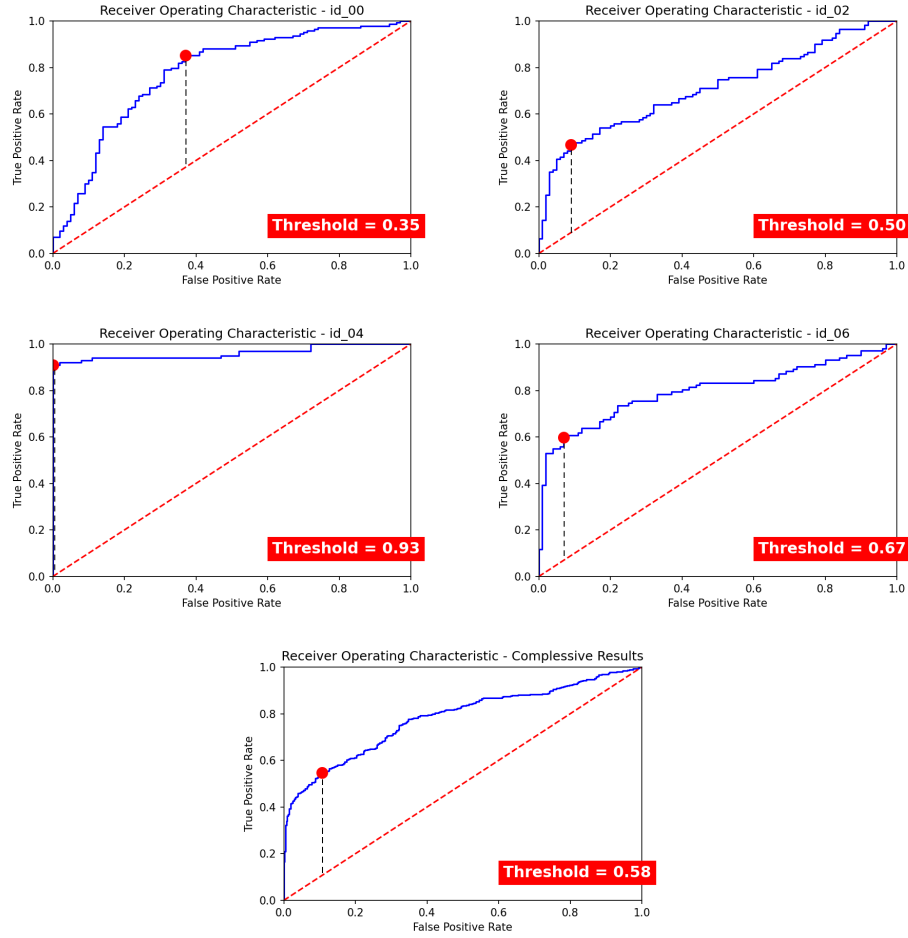 Receiver Operating Characteristic - id_00
1.0
0.8
0.6
0.4
0.2
0.0
True Positive Rate
Threshold = 0.35
0.0 0.2 0.4 0.6 0.8 1.0
False Positive Rate
Receiver Operating Characteristic - id_02
1.0
0.8
0.6
0.4
0.2
0.0
True Positive Rate
Threshold = 0.50
0.0 0.2 0.4 0.6 0.8 1.0
False Positive Rate
Receiver Operating Characteristic - id_04
1.0
0.8
0.6
0.4
0.2
0.0
True Positive Rate
Threshold = 0.93
0.0 0.2 0.4 0.6 0.8 1.0
False Positive Rate
Receiver Operating Characteristic - id_06
1.0
0.8
0.6
0.4
0.2
0.0
True Positive Rate
Threshold = 0.67
0.0 0.2 0.4 0.6 0.8 1.0
False Positive Rate
Receiver Operating Characteristic - Complessive Results
1.0
0.8
0.6
0.4
0.2
0.0
True Positive Rate
Threshold = 0.58
0.0 0.2 0.4 0.6 0.8 1.0
False Positive Rate